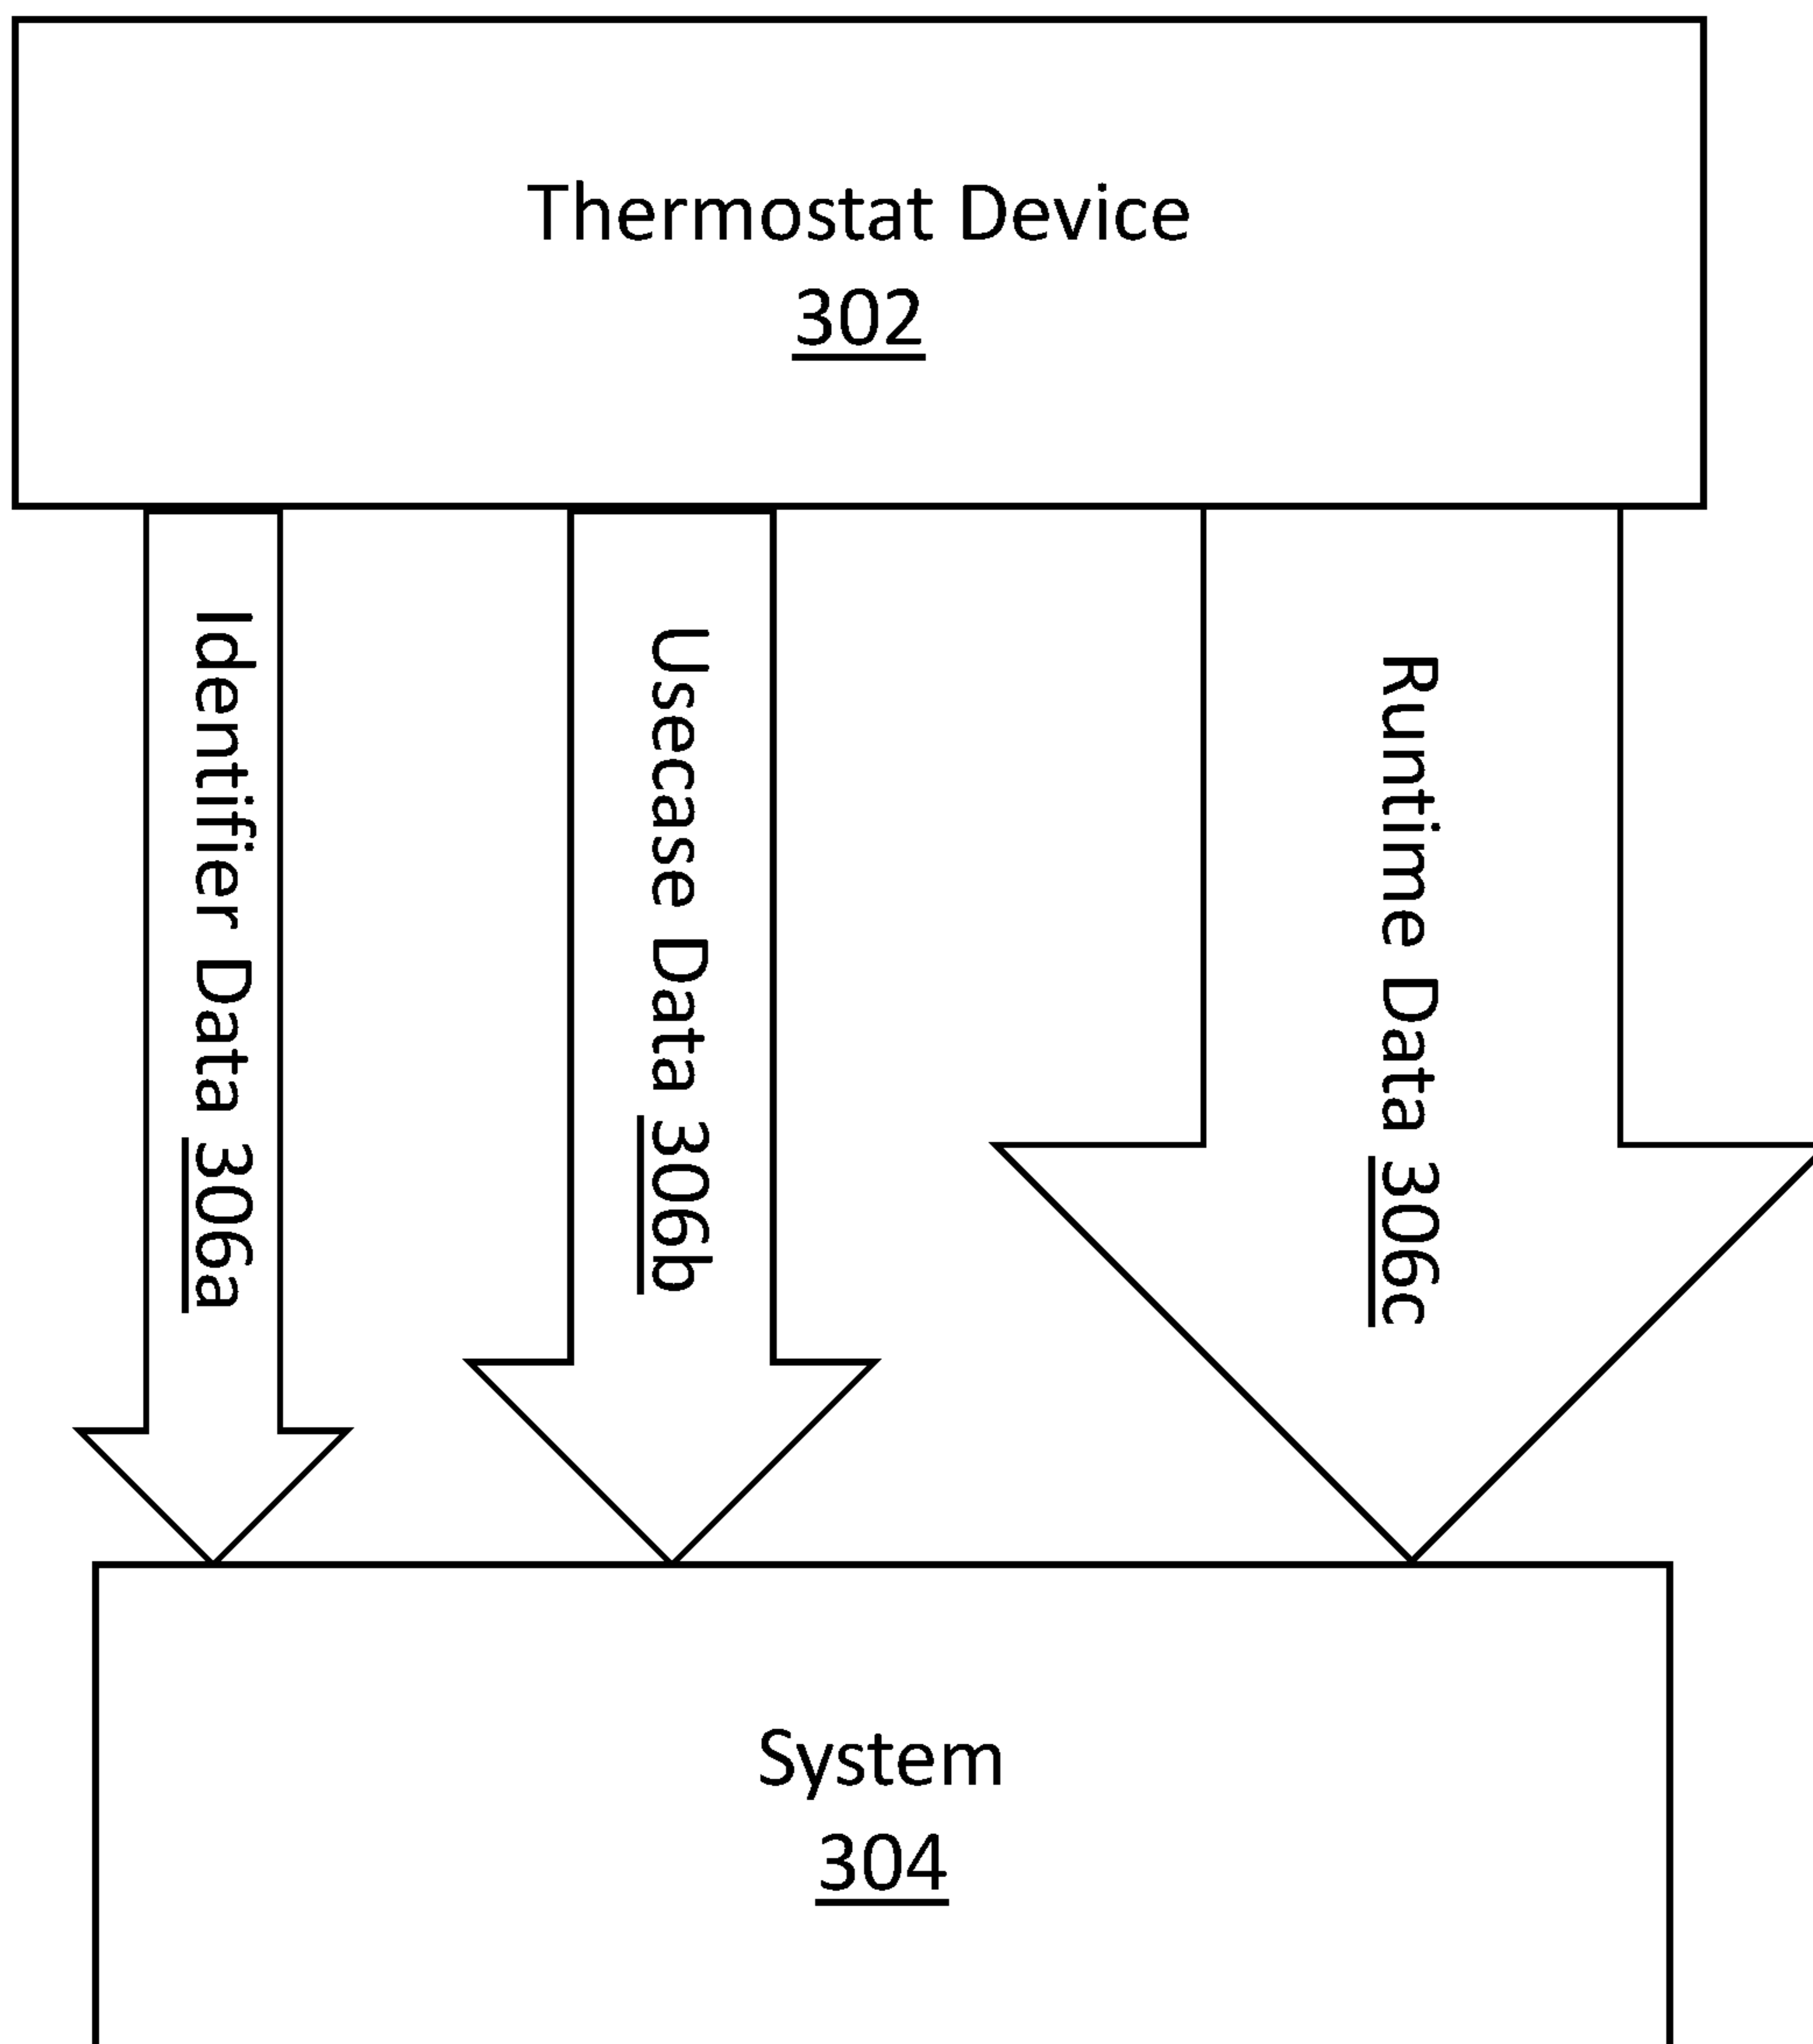 Thermostat Device
302
Identifier Data 306a
Usecase Data 306b
Runtime Data 306c
System
304